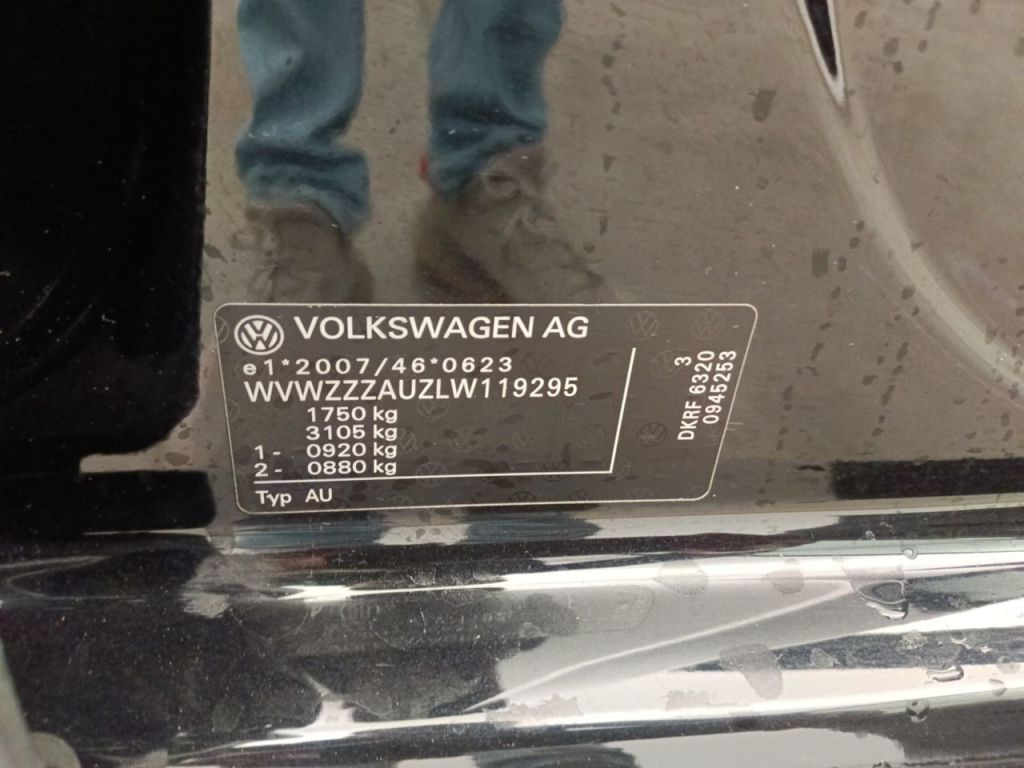 VOLKSWAGEN AG
e1*2007/46*0623
WVWZZZAUZLW119295
1750 kg
3105 kg
1 - 0920 kg
2 - 0880 kg
Typ AU
3
DKRF 6320
0945253